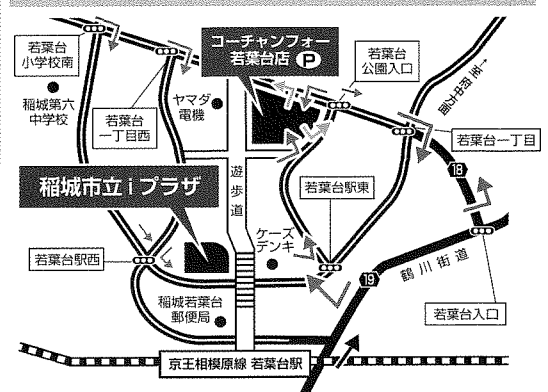 若葉台
小学校南
コーチャンフォー
若葉台店 P
若葉台
公園入口
至府中方面
稲城第六
中学校
若葉台
一丁目西
ヤマダ
電機
若葉台一丁目
18
稲城市立iプラザ
遊歩道
若葉台駅東
若葉台駅西
ケーズ
デンキ
19
鶴川街道
稲城若葉台
郵便局
若葉台入口
京王相模原線 若葉台駅